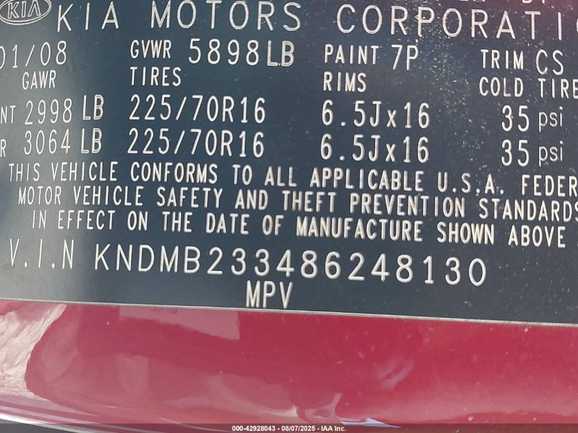 KIA KIA MOTORS CORPORATION
01/08 GVWR 5898LB PAINT 7P TRIM CS
GAWR TIRES RIMS COLD TIRE
NT 2998 LB 225/70R16 6.5Jx16 35 psi
R 3064 LB 225/70R16 6.5Jx16 35 psi
THIS VEHICLE CONFORMS TO ALL APPLICABLE U.S.A. FEDER
MOTOR VEHICLE SAFETY AND THEFT PREVENTION STANDARDS
IN EFFECT ON THE DATE OF MANUFACTURE SHOWN ABOVE
V.I.N KNDMB233486248130
MPV
000-42928043 — 08/07/2025 — IAA Inc.